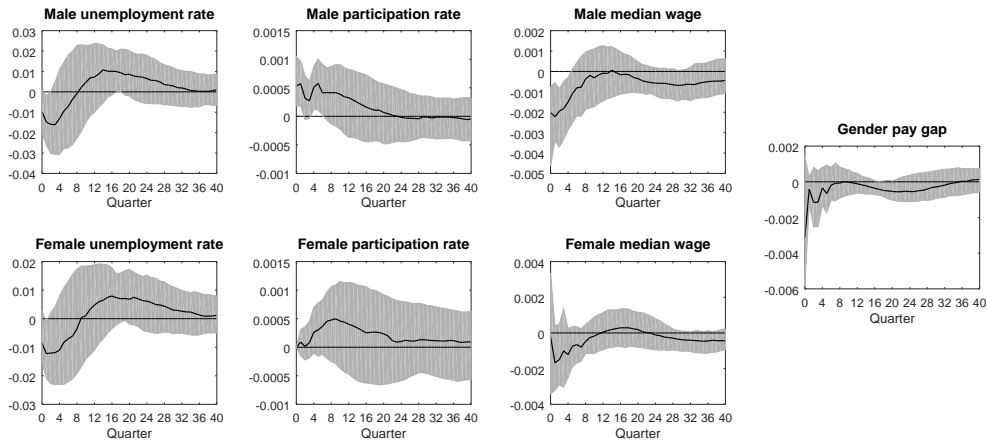 Male unemployment rate
0.03
0.02
0.01
0
-0.01
-0.02
-0.03
-0.04
0 4 8 12 16 20 24 28 32 36 40
Quarter
Male participation rate
0.0015
0.001
0.0005
0
-0.0005
-0.001
0 4 8 12 16 20 24 28 32 36 40
Quarter
Male median wage
0.002
0.001
0
-0.001
-0.002
-0.003
-0.004
-0.005
0 4 8 12 16 20 24 28 32 36 40
Quarter
Gender pay gap
0.002
0
-0.002
-0.004
-0.006
0 4 8 12 16 20 24 28 32 36 40
Quarter
Female unemployment rate
0.02
0.01
0
-0.01
-0.02
-0.03
0 4 8 12 16 20 24 28 32 36 40
Quarter
Female participation rate
0.0015
0.001
0.0005
0
-0.0005
-0.001
0 4 8 12 16 20 24 28 32 36 40
Quarter
Female median wage
0.004
0.002
0
-0.002
-0.004
0 4 8 12 16 20 24 28 32 36 40
Quarter